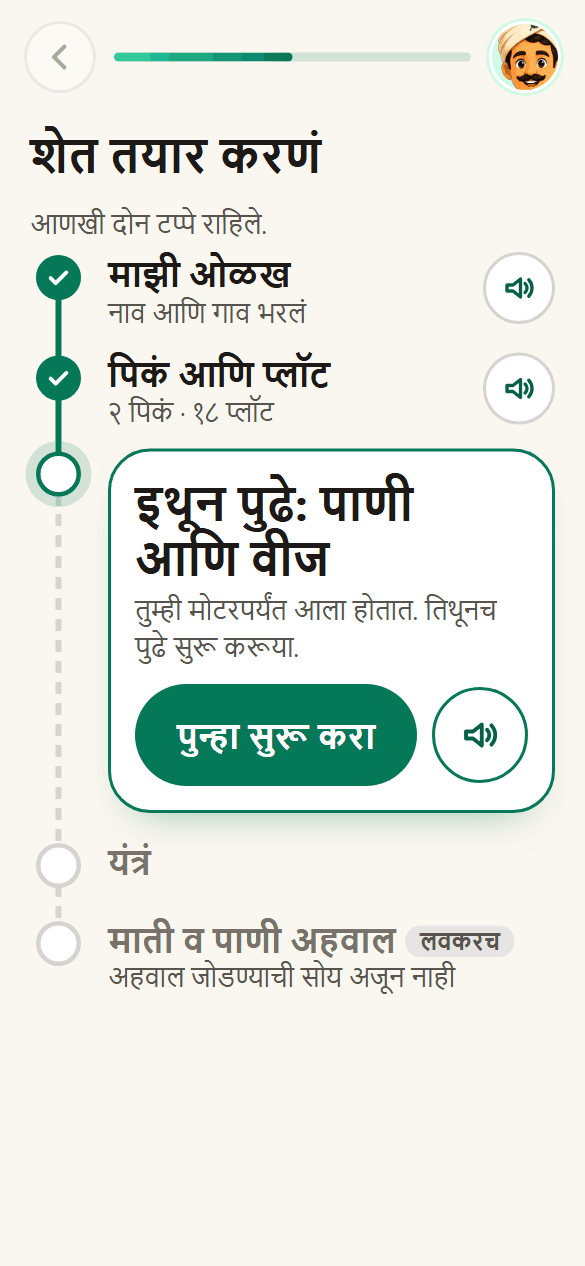 शेत तयार करणं
आणखी दोन टप्पे राहिले.
माझी ओळख
नाव आणि गाव भरलं
पिकं आणि प्लॉट
२ पिकं · १८ प्लॉट
इथून पुढे: पाणी
आणि वीज
तुम्ही मोटरपर्यंत आला होतात. तिथूनच
पुढे सुरू करूया.
पुन्हा सुरू करा
यंत्रं
माती व पाणी अहवाल लवकरच
अहवाल जोडण्याची सोय अजून नाही